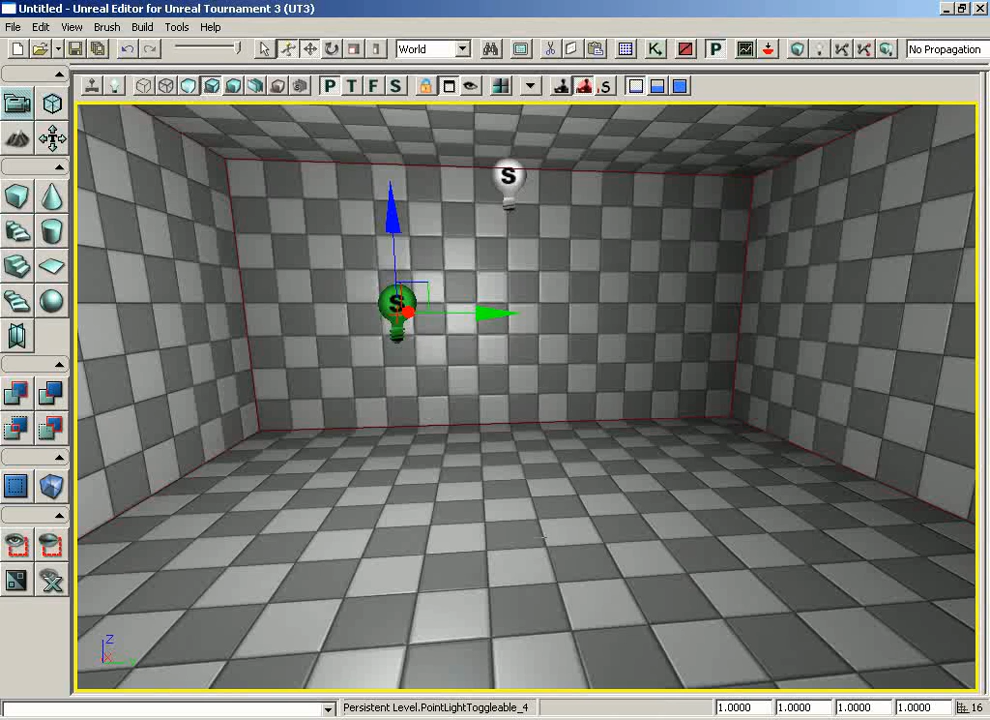 Untitled - Unreal Editor for Unreal Tournament 3 (UT3)
File Edit View Brush Build Tools Help
World
K
P
No Propagation
P T F S
S
S
S
Z
X
Persistent Level.PointLightToggleable_4
1.0000 1.0000 1.0000 1.0000 16